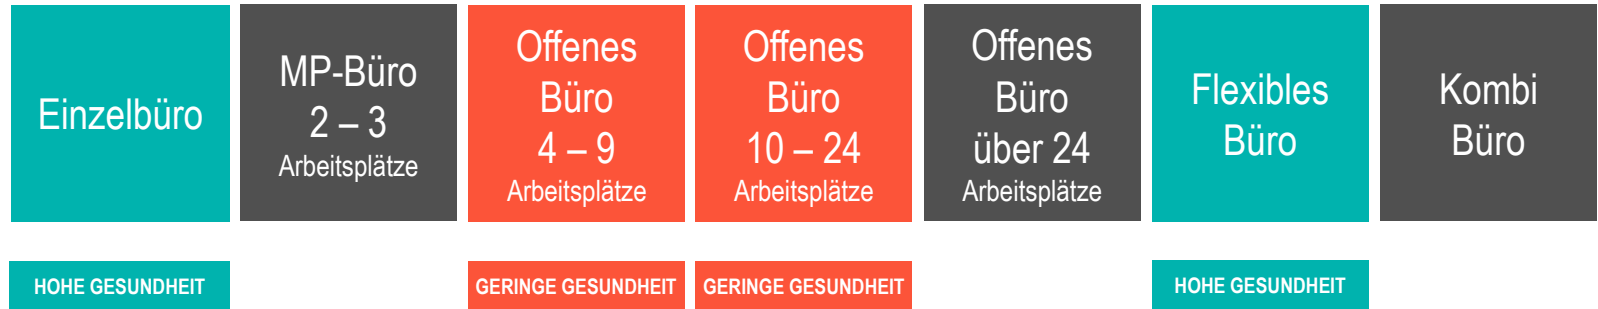 Einzelbüro
MP-Büro
2 – 3
Arbeitsplätze
Offenes
Büro
4 – 9
Arbeitsplätze
Offenes
Büro
10 – 24
Arbeitsplätze
Offenes
Büro
über 24
Arbeitsplätze
Flexibles
Büro
Kombi
Büro
HOHE GESUNDHEIT
GERINGE GESUNDHEIT
GERINGE GESUNDHEIT
HOHE GESUNDHEIT